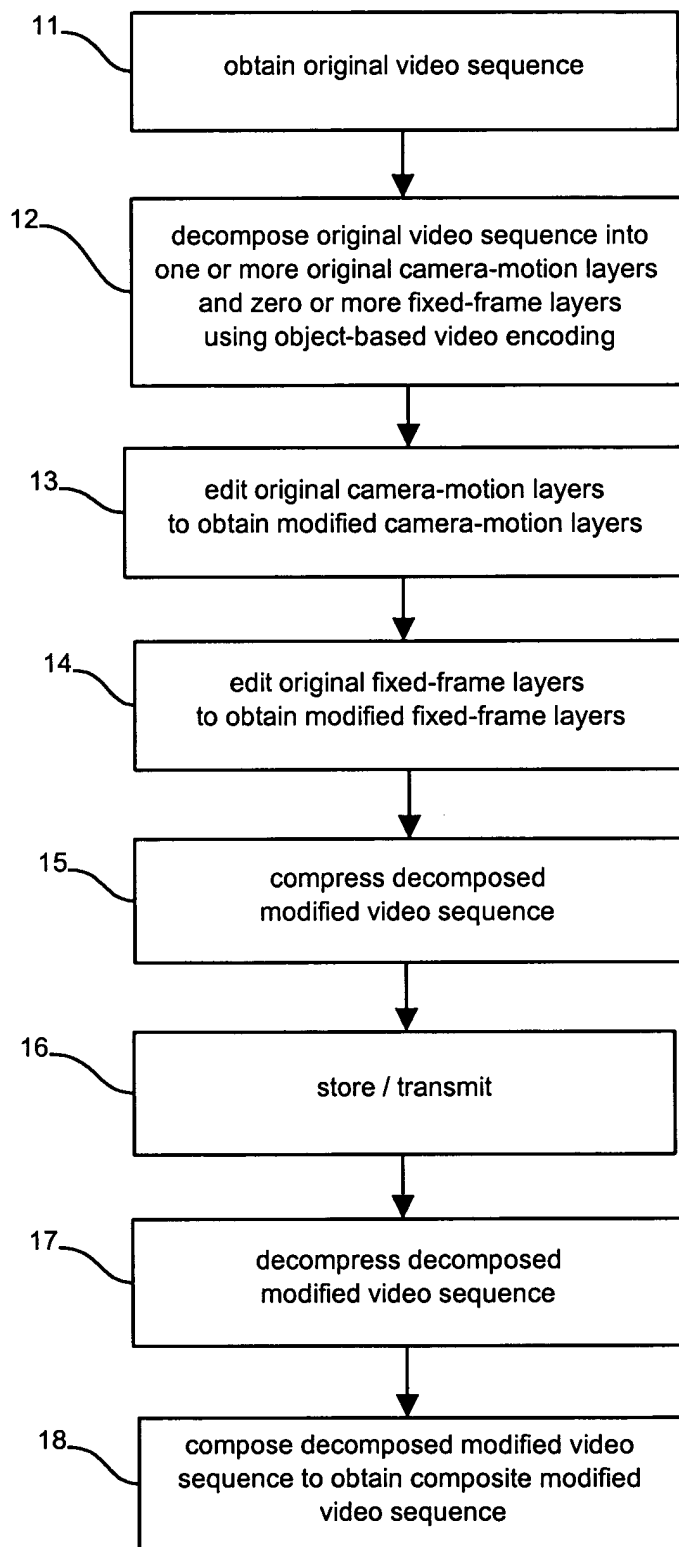 11
obtain original video sequence
12
decompose original video sequence into
one or more original camera-motion layers
and zero or more fixed-frame layers
using object-based video encoding
13
edit original camera-motion layers
to obtain modified camera-motion layers
14
edit original fixed-frame layers
to obtain modified fixed-frame layers
15
compress decomposed
modified video sequence
16
store / transmit
17
decompress decomposed
modified video sequence
18
compose decomposed modified video
sequence to obtain composite modified
video sequence